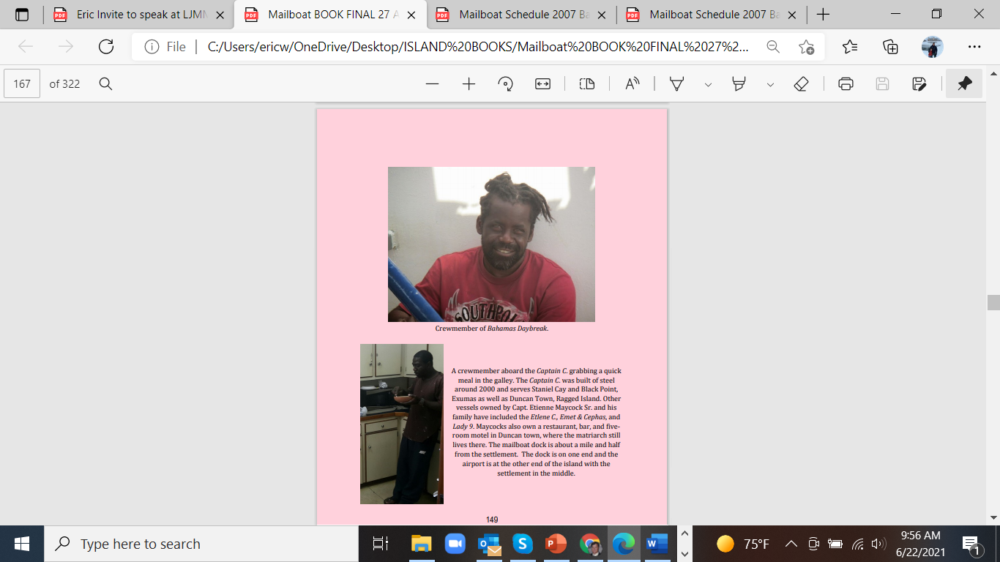 Eric Invite to speak at LJMM
Mailboat BOOK FINAL 27 A
Mailboat Schedule 2007 Ba
Mailboat Schedule 2007 Ba
File
C:/Users/ericw/OneDrive/Desktop/ISLAND%20BOOKS/Mailboat%20BOOK%20FINAL%2027%2...
167 of 322
SOUTHPOL
Crewmember of Bahamas Daybreak.
A crewmember aboard the Captain C. grabbing a quick
meal in the galley. The Captain C. was built of steel
around 2000 and serves Staniel Cay and Black Point,
Exumas as well as Duncan Town, Ragged Island. Other
vessels owned by Capt. Etienne Maycock Sr. and his
family have included the Etlene C., Emet & Cephas, and
Lady 9. Maycocks also own a restaurant, bar, and five-
room motel in Duncan town, where the matriarch still
lives there. The mailboat dock is about a mile and half
from the settlement. The dock is on one end and the
airport is at the other end of the island with the
settlement in the middle.
149
Type here to search
75°F
9:56 AM
6/22/2021
1